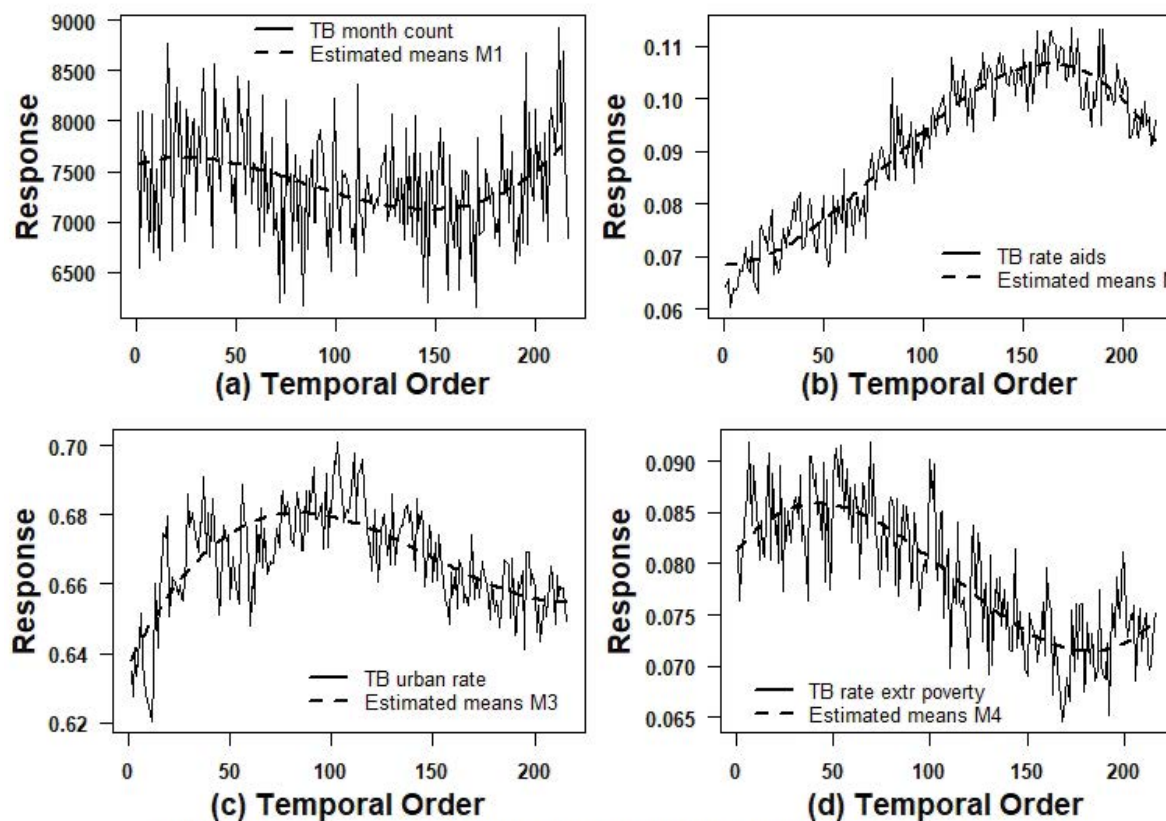 9000
8500
8000
7500
7000
6500
Response
TB month count
Estimated means M1
0 50 100 150 200
(a) Temporal Order
0.11
0.10
0.09
0.08
0.07
0.06
Response
TB rate aids
Estimated means
0 50 100 150 200
(b) Temporal Order
0.70
0.68
0.66
0.64
0.62
Response
TB urban rate
Estimated means M3
0 50 100 150 200
(c) Temporal Order
0.090
0.085
0.080
0.075
0.070
0.065
Response
TB rate extr poverty
Estimated means M4
0 50 100 150 200
(d) Temporal Order